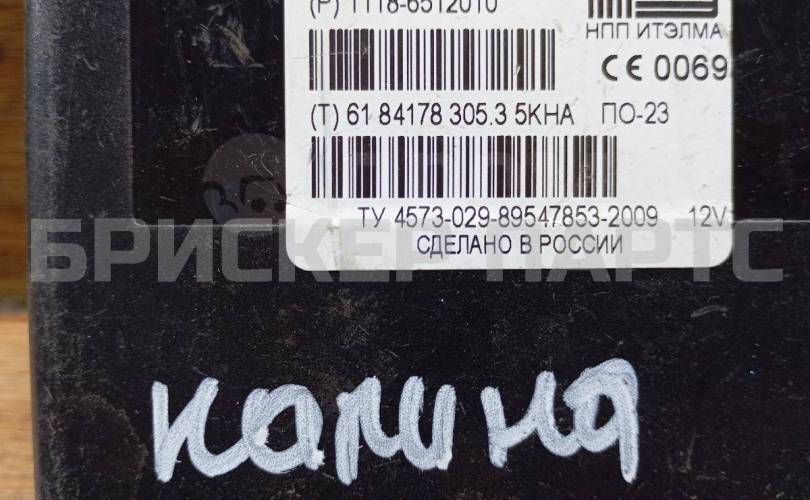 (P) 1118-6512010
НПП ИТЭЛМА
CE 0069
(T) 61 84178 305.3 5КНА ПО-23
ТУ 4573-029-89547853-2009 12V
СДЕЛАНО В РОССИИ
БРИСКЕР ПАРТС
калина